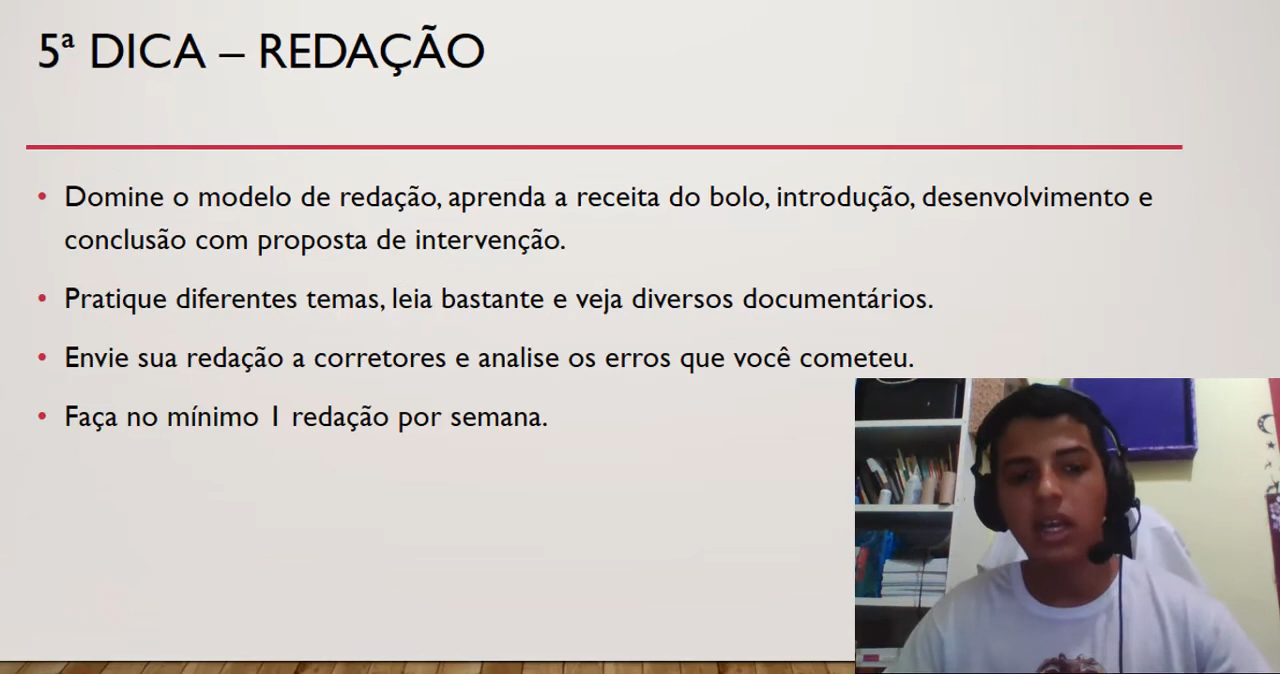 5ª DICA – REDAÇÃO
• Domine o modelo de redação, aprenda a receita do bolo, introdução, desenvolvimento e
conclusão com proposta de intervenção.
• Pratique diferentes temas, leia bastante e veja diversos documentários.
• Envie sua redação a corretores e analise os erros que você cometeu.
• Faça no mínimo 1 redação por semana.